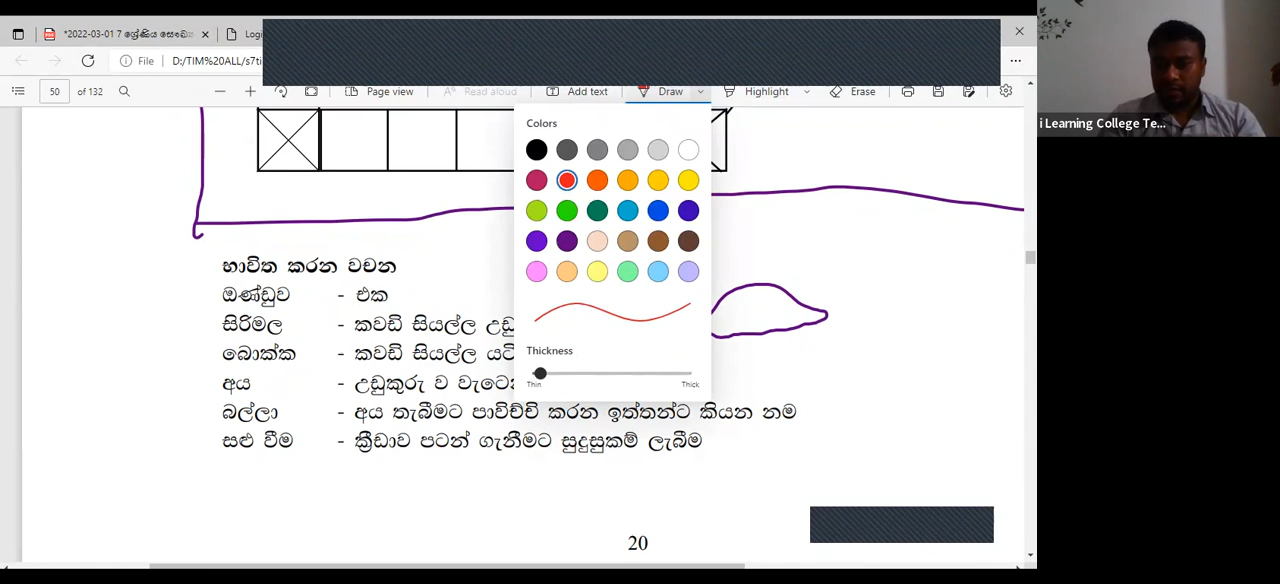 *2022-03-01 7 ශ්‍රේණිය සෞඛ්‍ය
Logi
File D:/TIM%20ALL/s7ti
50 of 132 Page view Read aloud Add text Draw Highlight Erase
Colors
Thickness
Thin Thick
භාවිත කරන වචන
ඔණ්ඩුව - එක
සිරිමල - කවඩි සියල්ල උඩු
බොක්ක - කවඩි සියල්ල යටි
අය - උඩුකුරු ව වැටෙ
බල්ලා - අය තැබීමට පාවිච්චි කරන ඉත්තන්ට කියන නම
සළු වීම - ක්‍රීඩාව පටන් ගැනීමට සුදුසුකම් ලැබීම
20
i Learning College Te...